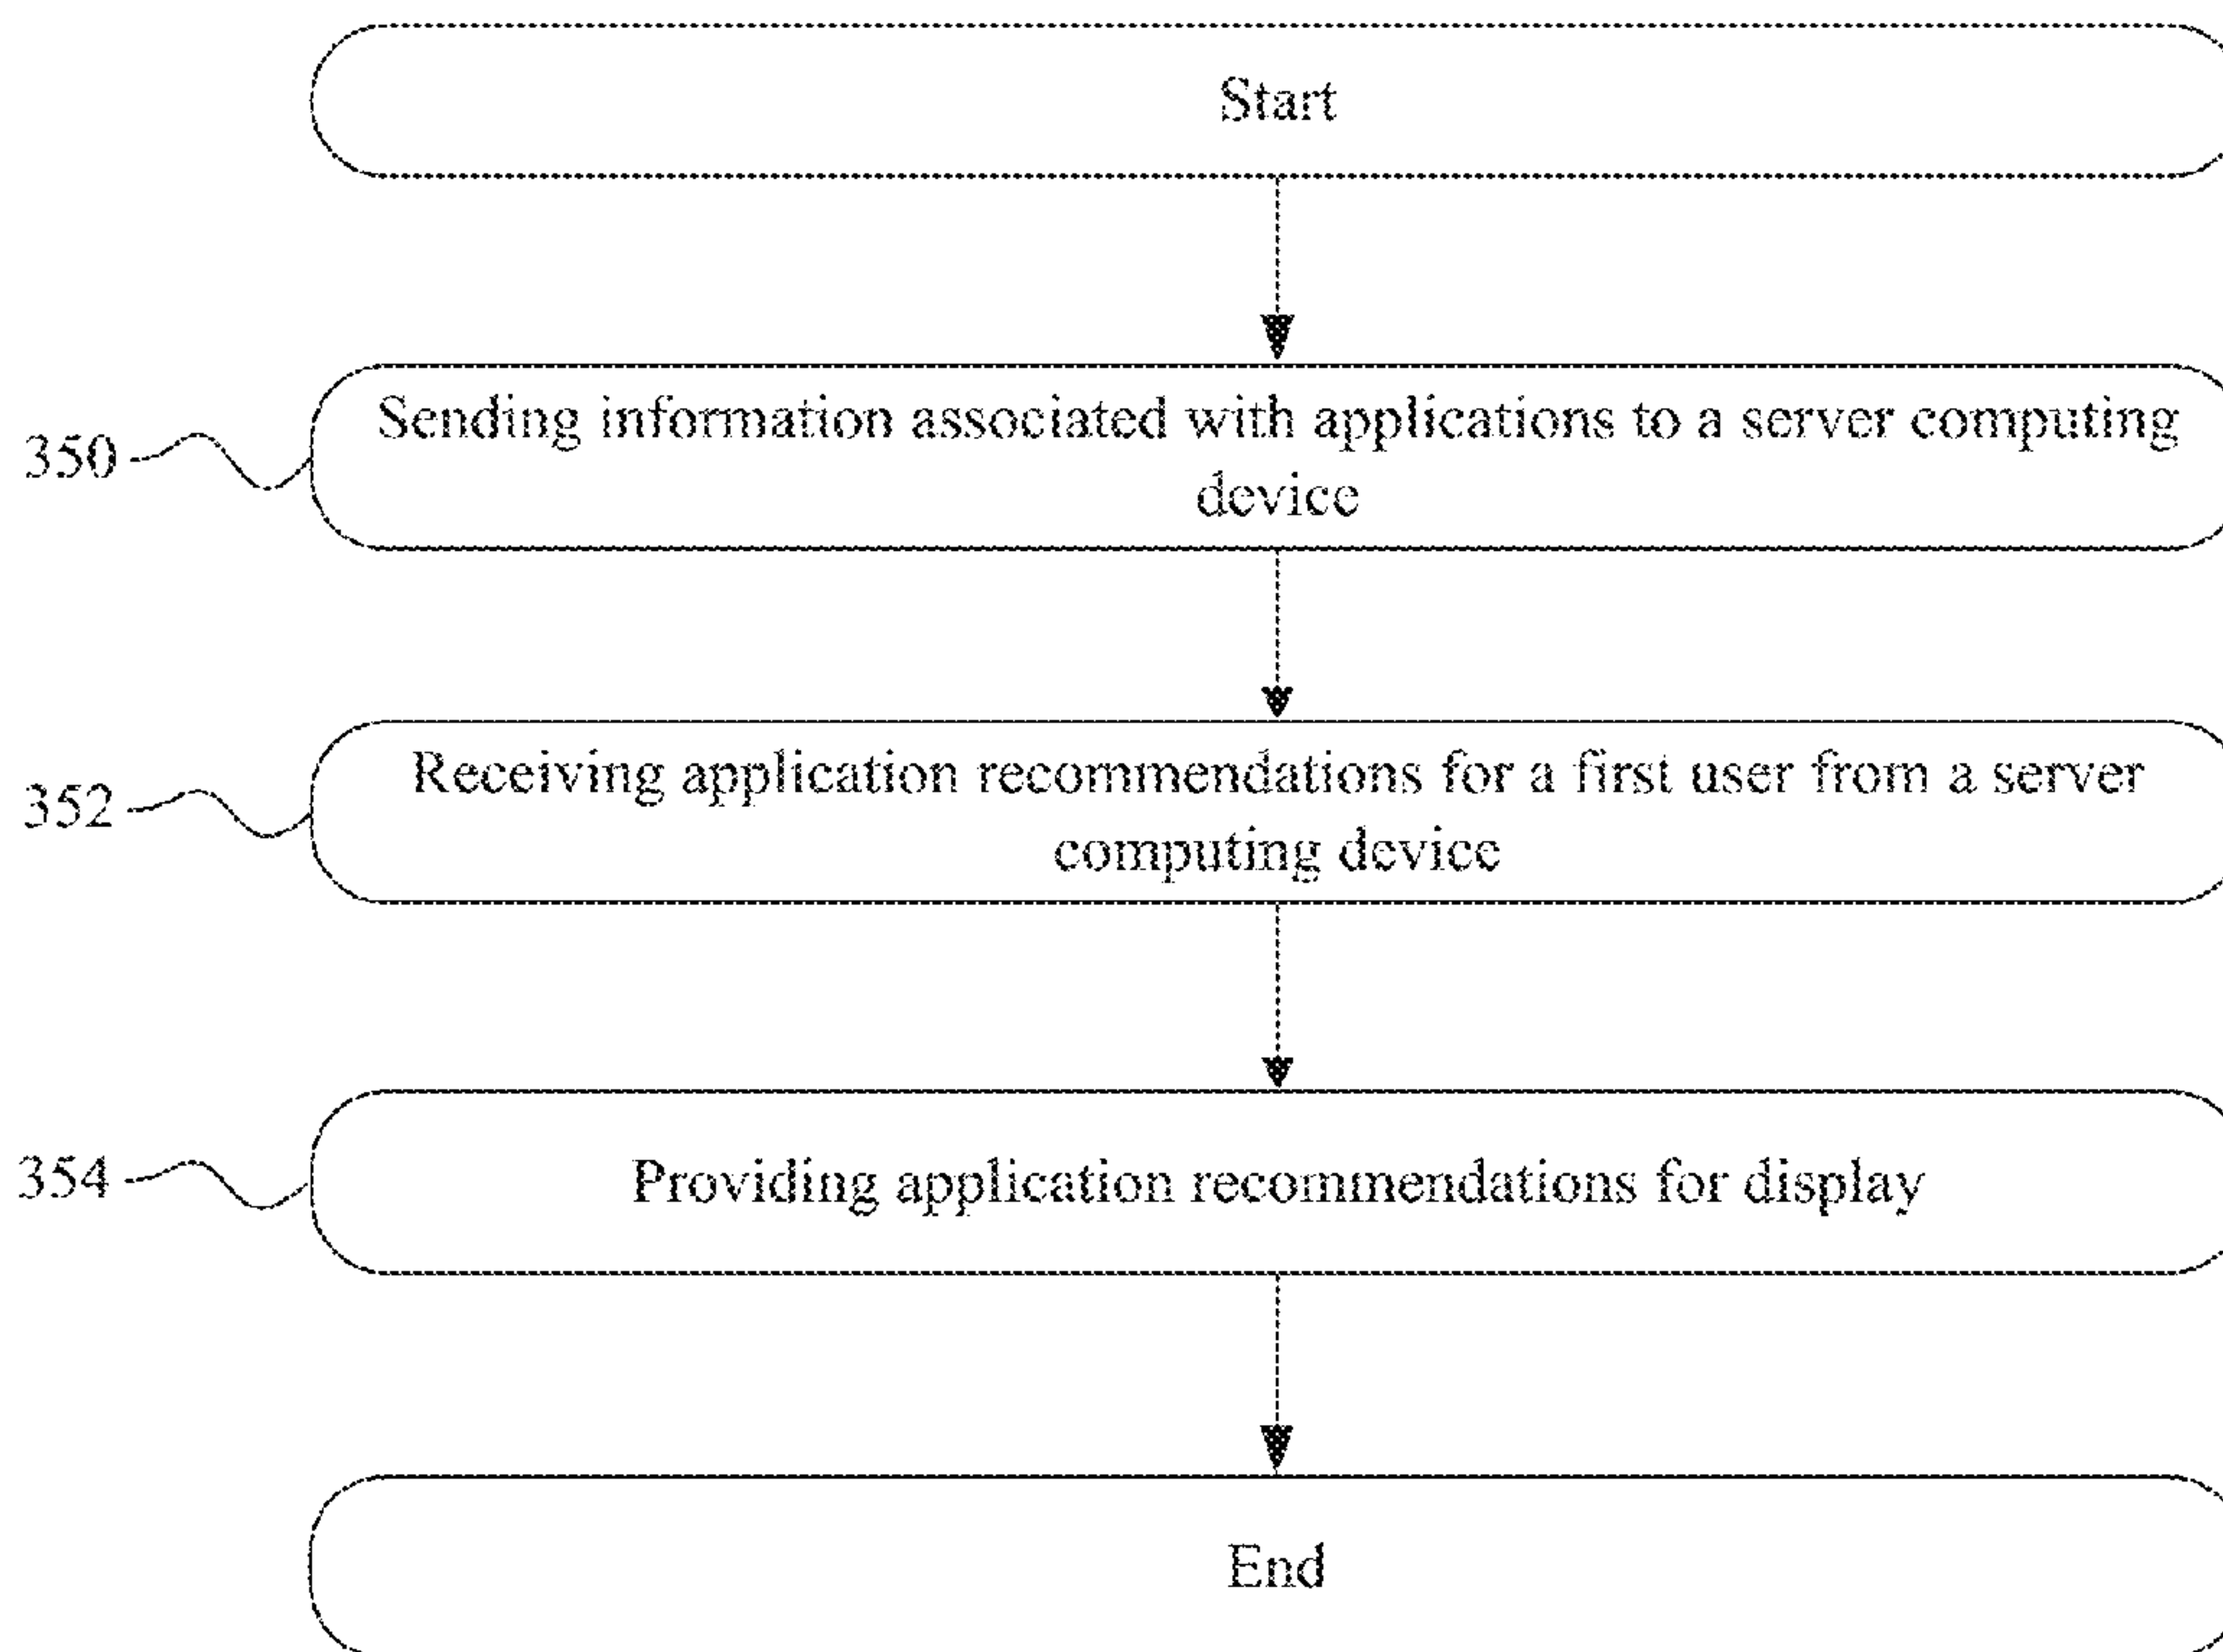 Start
350
Sending information associated with applications to a server computing
device
352
Receiving application recommendations for a first user from a server
computing device
354
Providing application recommendations for display
End